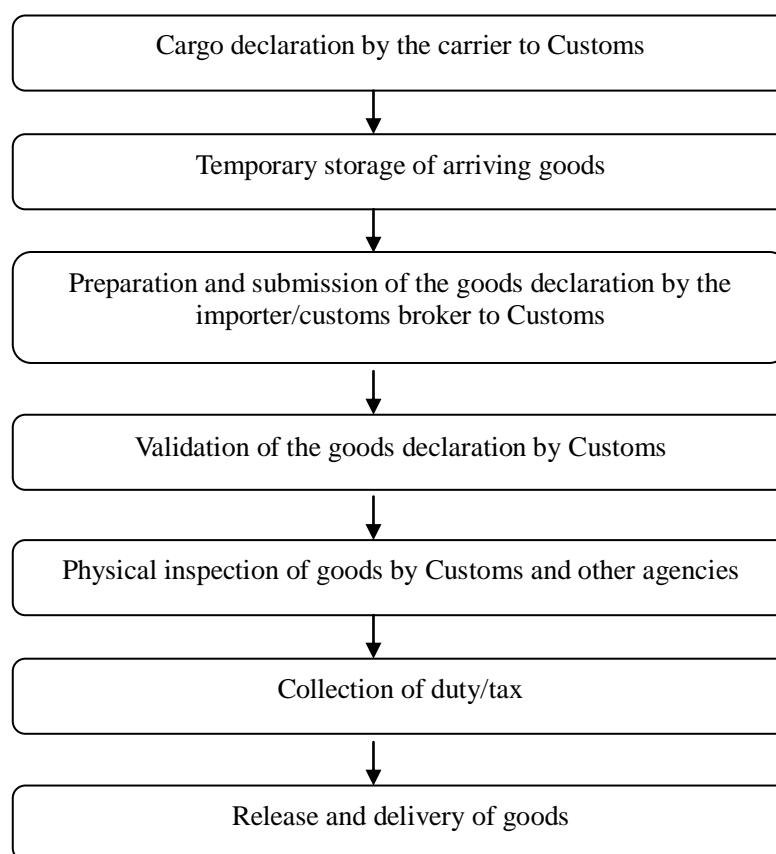 Cargo declaration by the carrier to Customs
Temporary storage of arriving goods
Preparation and submission of the goods declaration by the
importer/customs broker to Customs
Validation of the goods declaration by Customs
Physical inspection of goods by Customs and other agencies
Collection of duty/tax
Release and delivery of goods